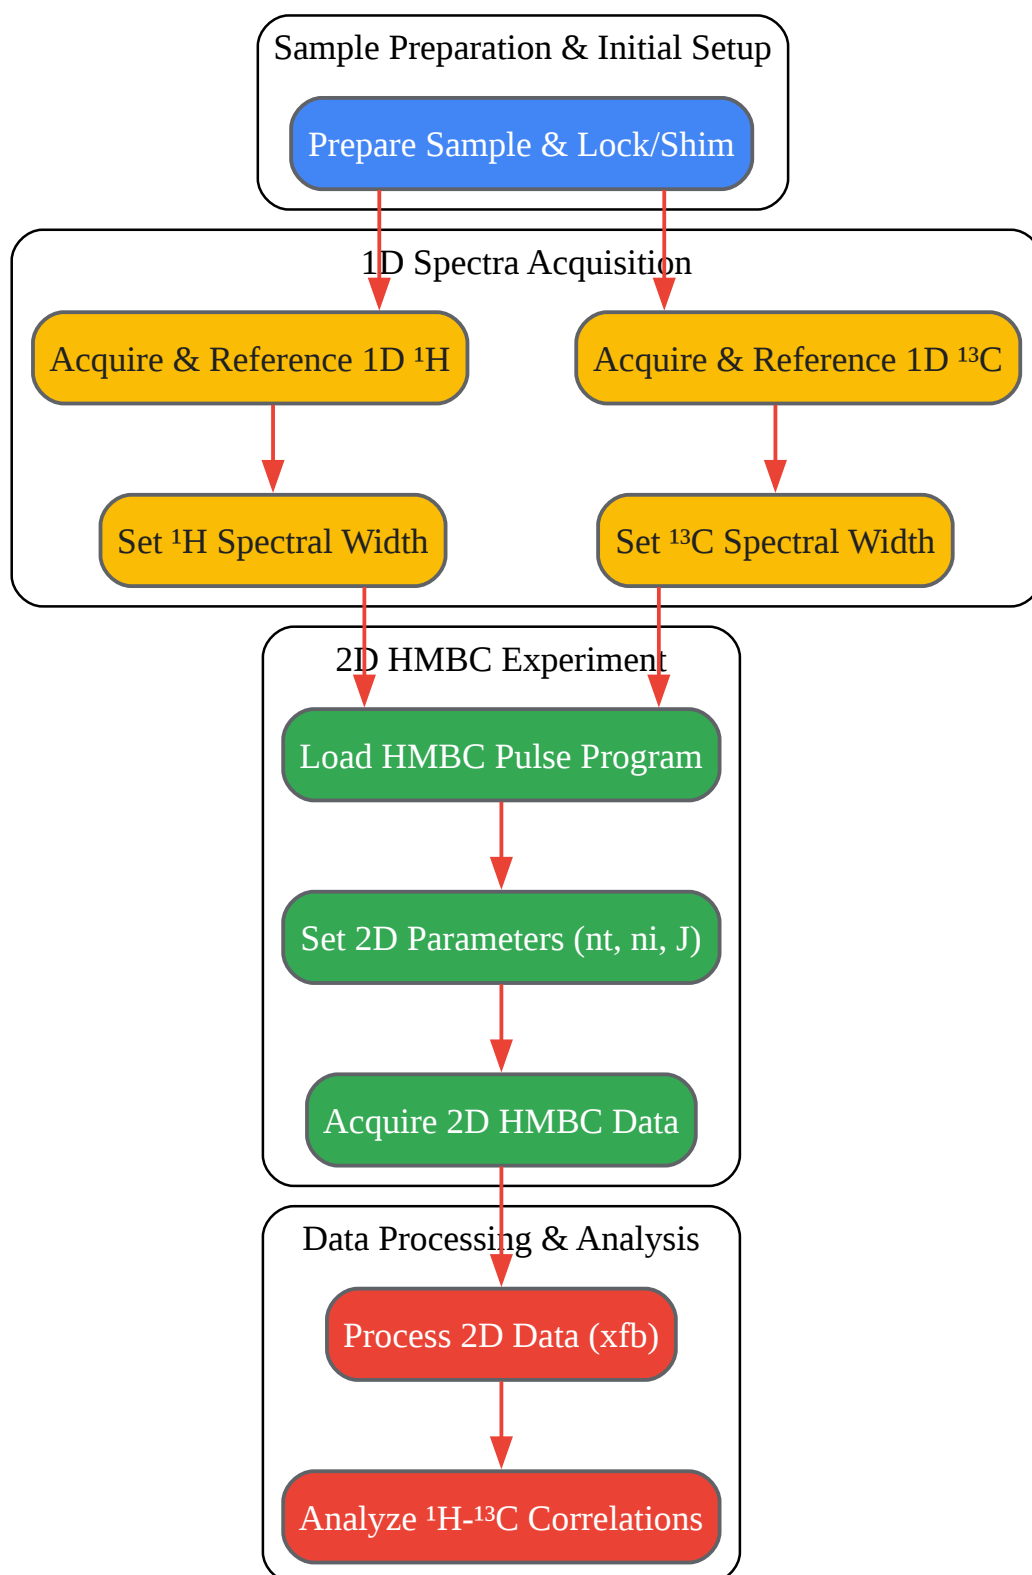 Sample Preparation & Initial Setup
Prepare Sample & Lock/Shim
1D Spectra Acquisition
Acquire & Reference 1D ¹H
Acquire & Reference 1D ¹³C
Set ¹H Spectral Width
Set ¹³C Spectral Width
2D HMBC Experiment
Load HMBC Pulse Program
Set 2D Parameters (nt, ni, J)
Acquire 2D HMBC Data
Data Processing & Analysis
Process 2D Data (xfb)
Analyze ¹H-¹³C Correlations